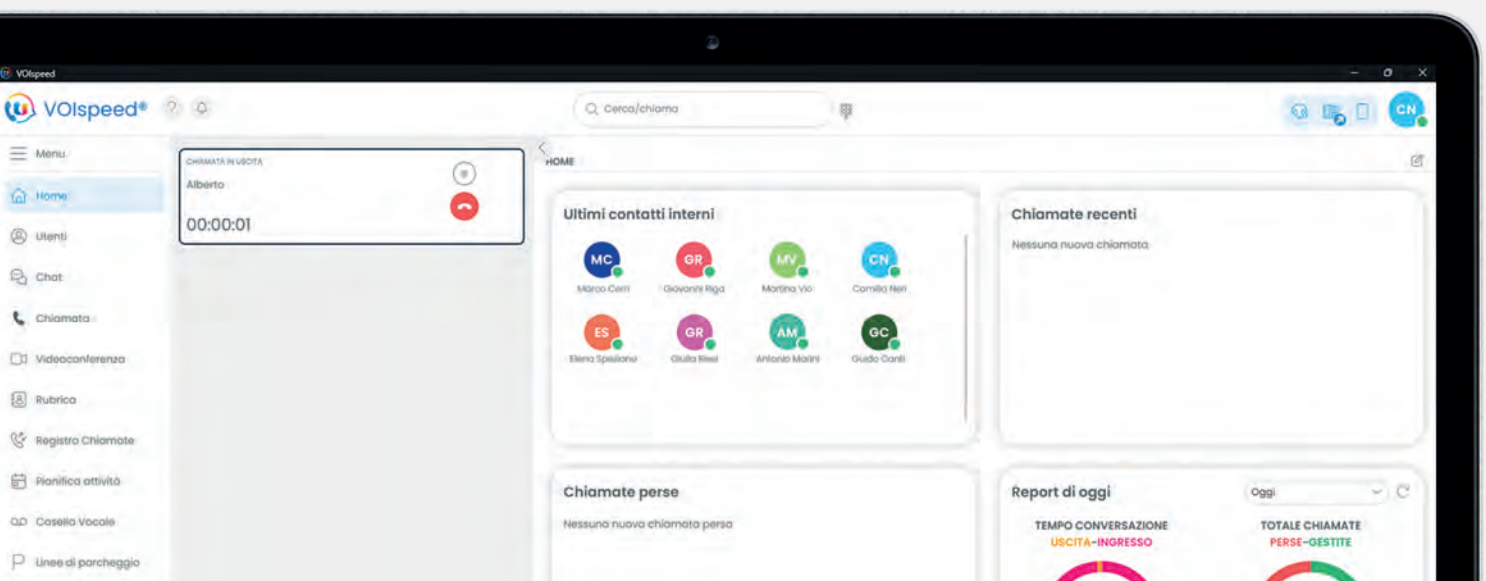 VOIspeed
VOIspeed®
Cerca/chiama
CN
Menu
Home
Utenti
Chat
Chiamata
Videoconferenza
Rubrica
Registro Chiamate
Pianifica attività
Casella Vocale
Linee di parcheggio
CHIAMATA IN USCITA
Alberto
00:00:01
HOME
Ultimi contatti interni
MC GR MV CN
Marco Cerri Giovanni Riga Martina Vio Camilla Neri
ES GR AM GC
Elena Giulia Rossi Antonio Marini Guido Conti
Chiamate recenti
Nessuna nuova chiamata
Chiamate perse
Nessuna nuova chiamata persa
Report di oggi
Oggi
TEMPO CONVERSAZIONE
USCITA-INGRESSO
TOTALE CHIAMATE
PERSE-GESTITE